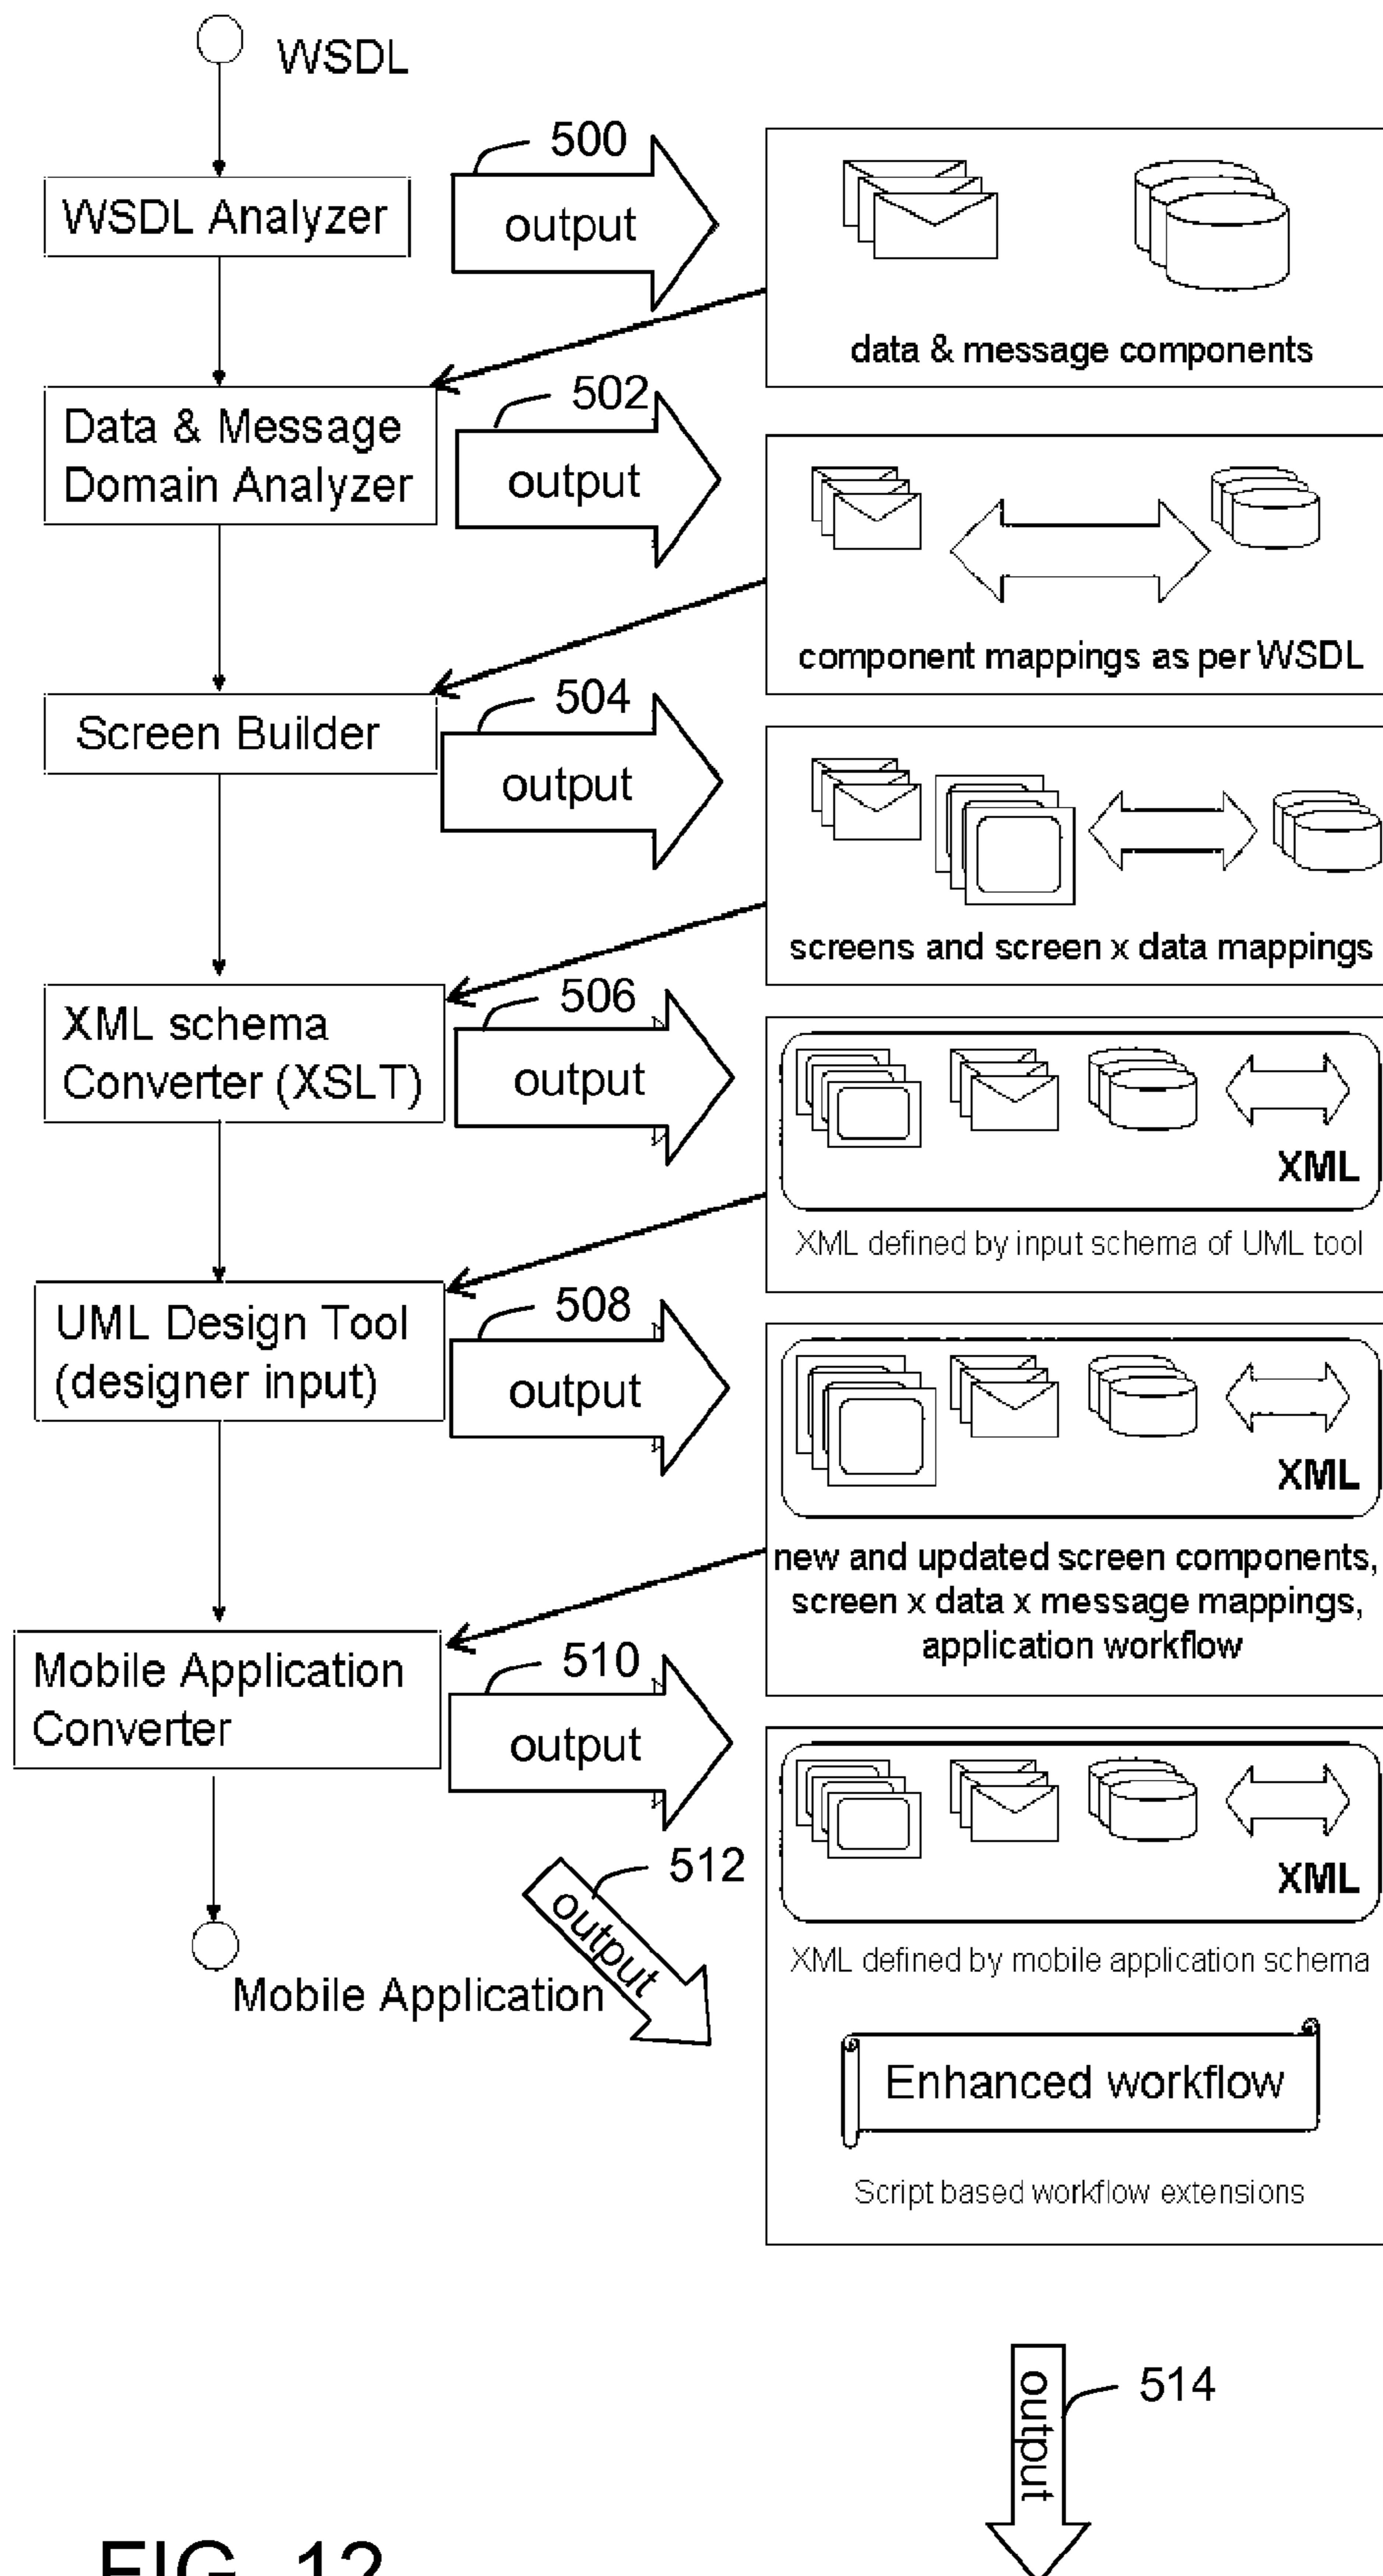 WSDL
500
WSDL Analyzer
output
data & message components
502
Data & Message
Domain Analyzer
output
component mappings as per WSDL
504
Screen Builder
output
screens and screen x data mappings
506
XML schema
Converter (XSLT)
output
XML
XML defined by input schema of UML tool
508
UML Design Tool
(designer input)
output
XML
new and updated screen components,
screen x data x message mappings,
application workflow
510
Mobile Application
Converter
output
512
output
XML
XML defined by mobile application schema
Mobile Application
Enhanced workflow
Script based workflow extensions
514
output
FIG. 12